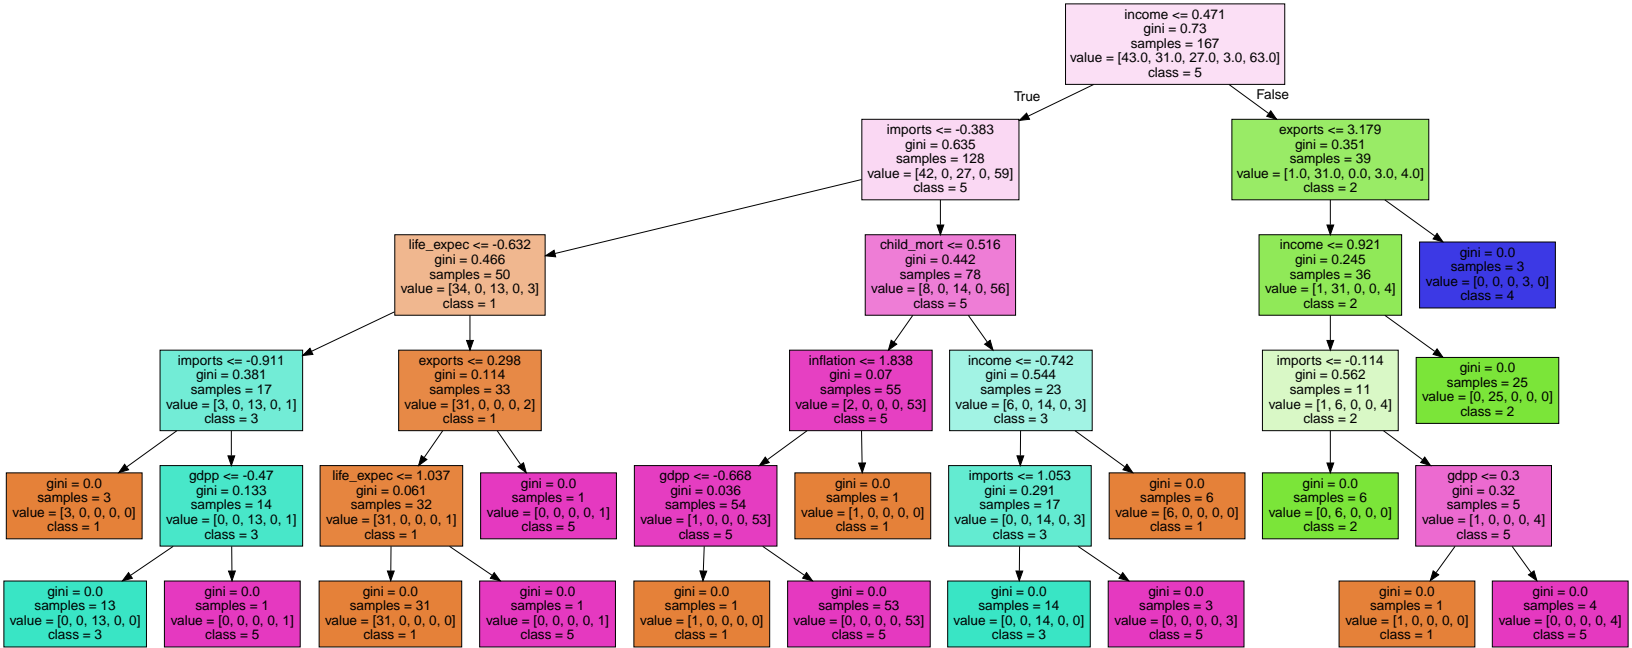 income <= 0.471
gini = 0.73
samples = 167
value = [43.0, 31.0, 27.0, 3.0, 63.0]
class = 5
True
False
imports <= -0.383
gini = 0.635
samples = 128
value = [42, 0, 27, 0, 59]
class = 5
exports <= 3.179
gini = 0.351
samples = 39
value = [1.0, 31.0, 0.0, 3.0, 4.0]
class = 2
life_expec <= -0.632
gini = 0.466
samples = 50
value = [34, 0, 13, 0, 3]
class = 1
child_mort <= 0.516
gini = 0.442
samples = 78
value = [8, 0, 14, 0, 56]
class = 5
income <= 0.921
gini = 0.245
samples = 36
value = [1, 31, 0, 0, 4]
class = 2
gini = 0.0
samples = 3
value = [0, 0, 0, 3, 0]
class = 4
imports <= -0.911
gini = 0.381
samples = 17
value = [3, 0, 13, 0, 1]
class = 3
exports <= 0.298
gini = 0.114
samples = 33
value = [31, 0, 0, 0, 2]
class = 1
inflation <= 1.838
gini = 0.07
samples = 55
value = [2, 0, 0, 0, 53]
class = 5
income <= -0.742
gini = 0.544
samples = 23
value = [6, 0, 14, 0, 3]
class = 3
imports <= -0.114
gini = 0.562
samples = 11
value = [1, 6, 0, 0, 4]
class = 2
gini = 0.0
samples = 25
value = [0, 25, 0, 0, 0]
class = 2
gini = 0.0
samples = 3
value = [3, 0, 0, 0, 0]
class = 1
gdpp <= -0.47
gini = 0.133
samples = 14
value = [0, 0, 13, 0, 1]
class = 3
life_expec <= 1.037
gini = 0.061
samples = 32
value = [31, 0, 0, 0, 1]
class = 1
gini = 0.0
samples = 1
value = [0, 0, 0, 0, 1]
class = 5
gdpp <= -0.668
gini = 0.036
samples = 54
value = [1, 0, 0, 0, 53]
class = 5
gini = 0.0
samples = 1
value = [1, 0, 0, 0, 0]
class = 1
imports <= 1.053
gini = 0.291
samples = 17
value = [0, 0, 14, 0, 3]
class = 3
gini = 0.0
samples = 6
value = [6, 0, 0, 0, 0]
class = 1
gini = 0.0
samples = 6
value = [0, 6, 0, 0, 0]
class = 2
gdpp <= 0.3
gini = 0.32
samples = 5
value = [1, 0, 0, 0, 4]
class = 5
gini = 0.0
samples = 13
value = [0, 0, 13, 0, 0]
class = 3
gini = 0.0
samples = 1
value = [0, 0, 0, 0, 1]
class = 5
gini = 0.0
samples = 31
value = [31, 0, 0, 0, 0]
class = 1
gini = 0.0
samples = 1
value = [0, 0, 0, 0, 1]
class = 5
gini = 0.0
samples = 1
value = [1, 0, 0, 0, 0]
class = 1
gini = 0.0
samples = 53
value = [0, 0, 0, 0, 53]
class = 5
gini = 0.0
samples = 14
value = [0, 0, 14, 0, 0]
class = 3
gini = 0.0
samples = 3
value = [0, 0, 0, 0, 3]
class = 5
gini = 0.0
samples = 1
value = [1, 0, 0, 0, 0]
class = 1
gini = 0.0
samples = 4
value = [0, 0, 0, 0, 4]
class = 5